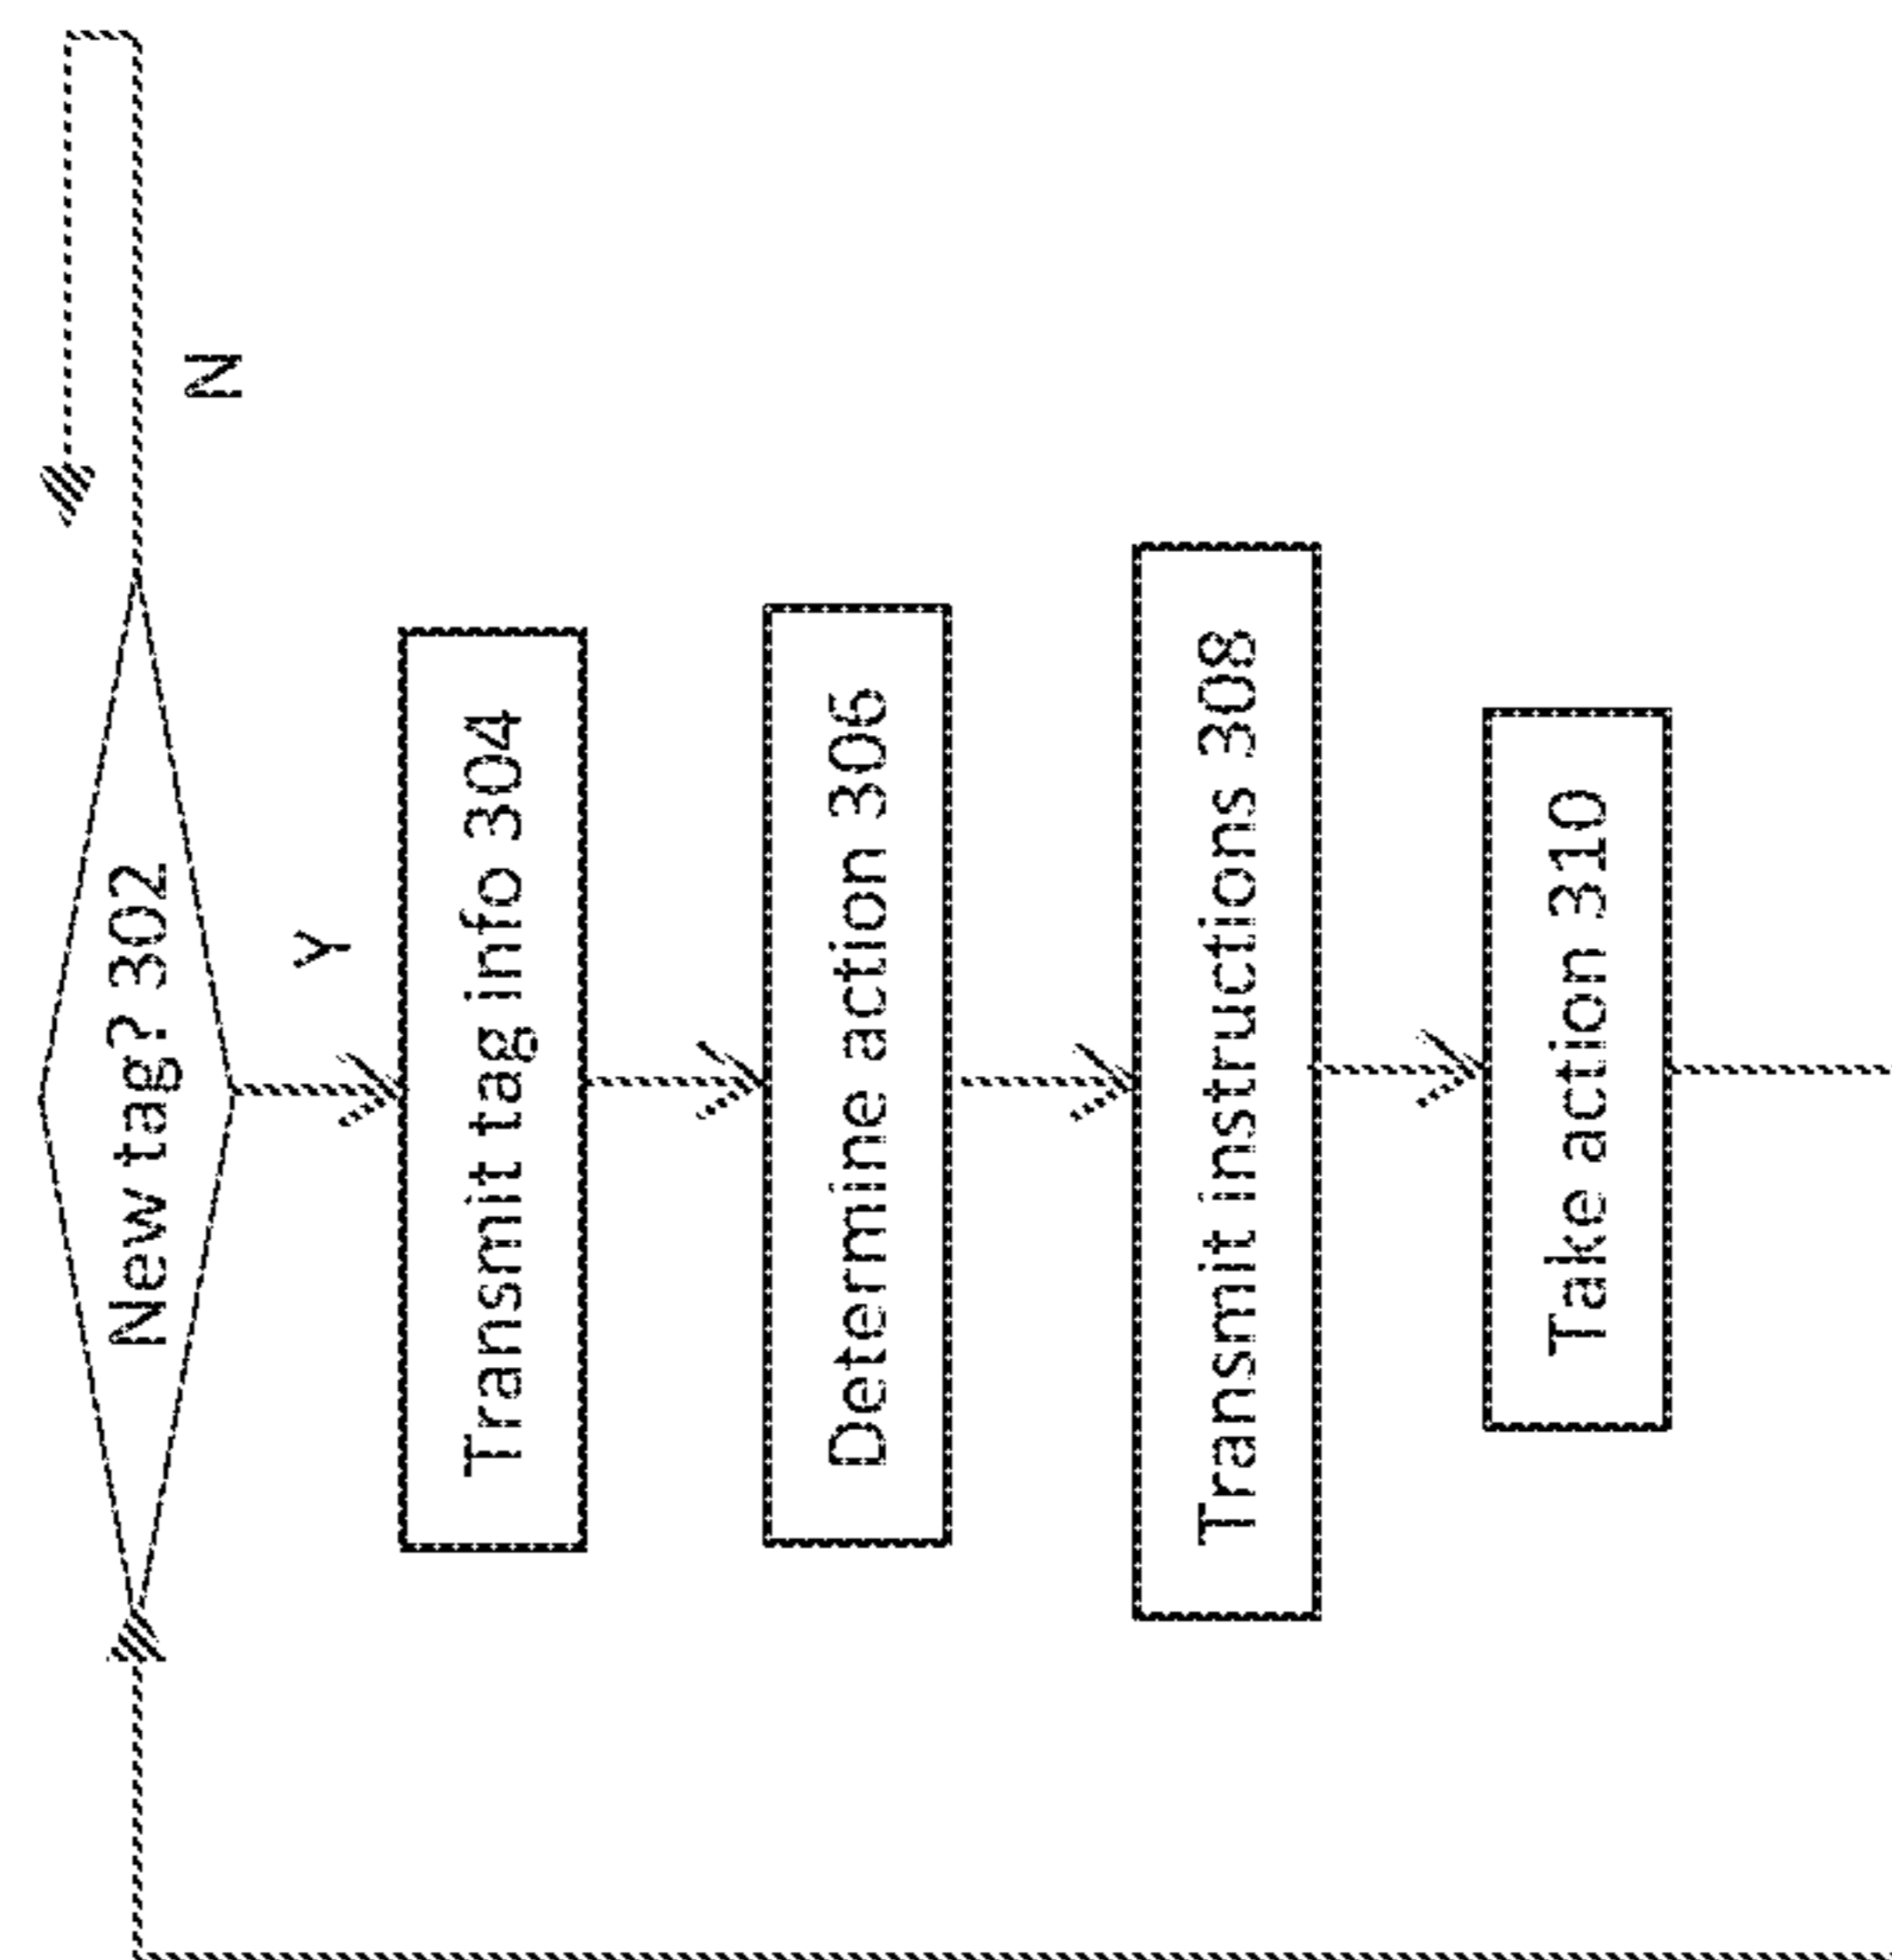 New tag? 302
N
Y
Transmit tag info 304
Determine action 306
Transmit instructions 308
Take action 310